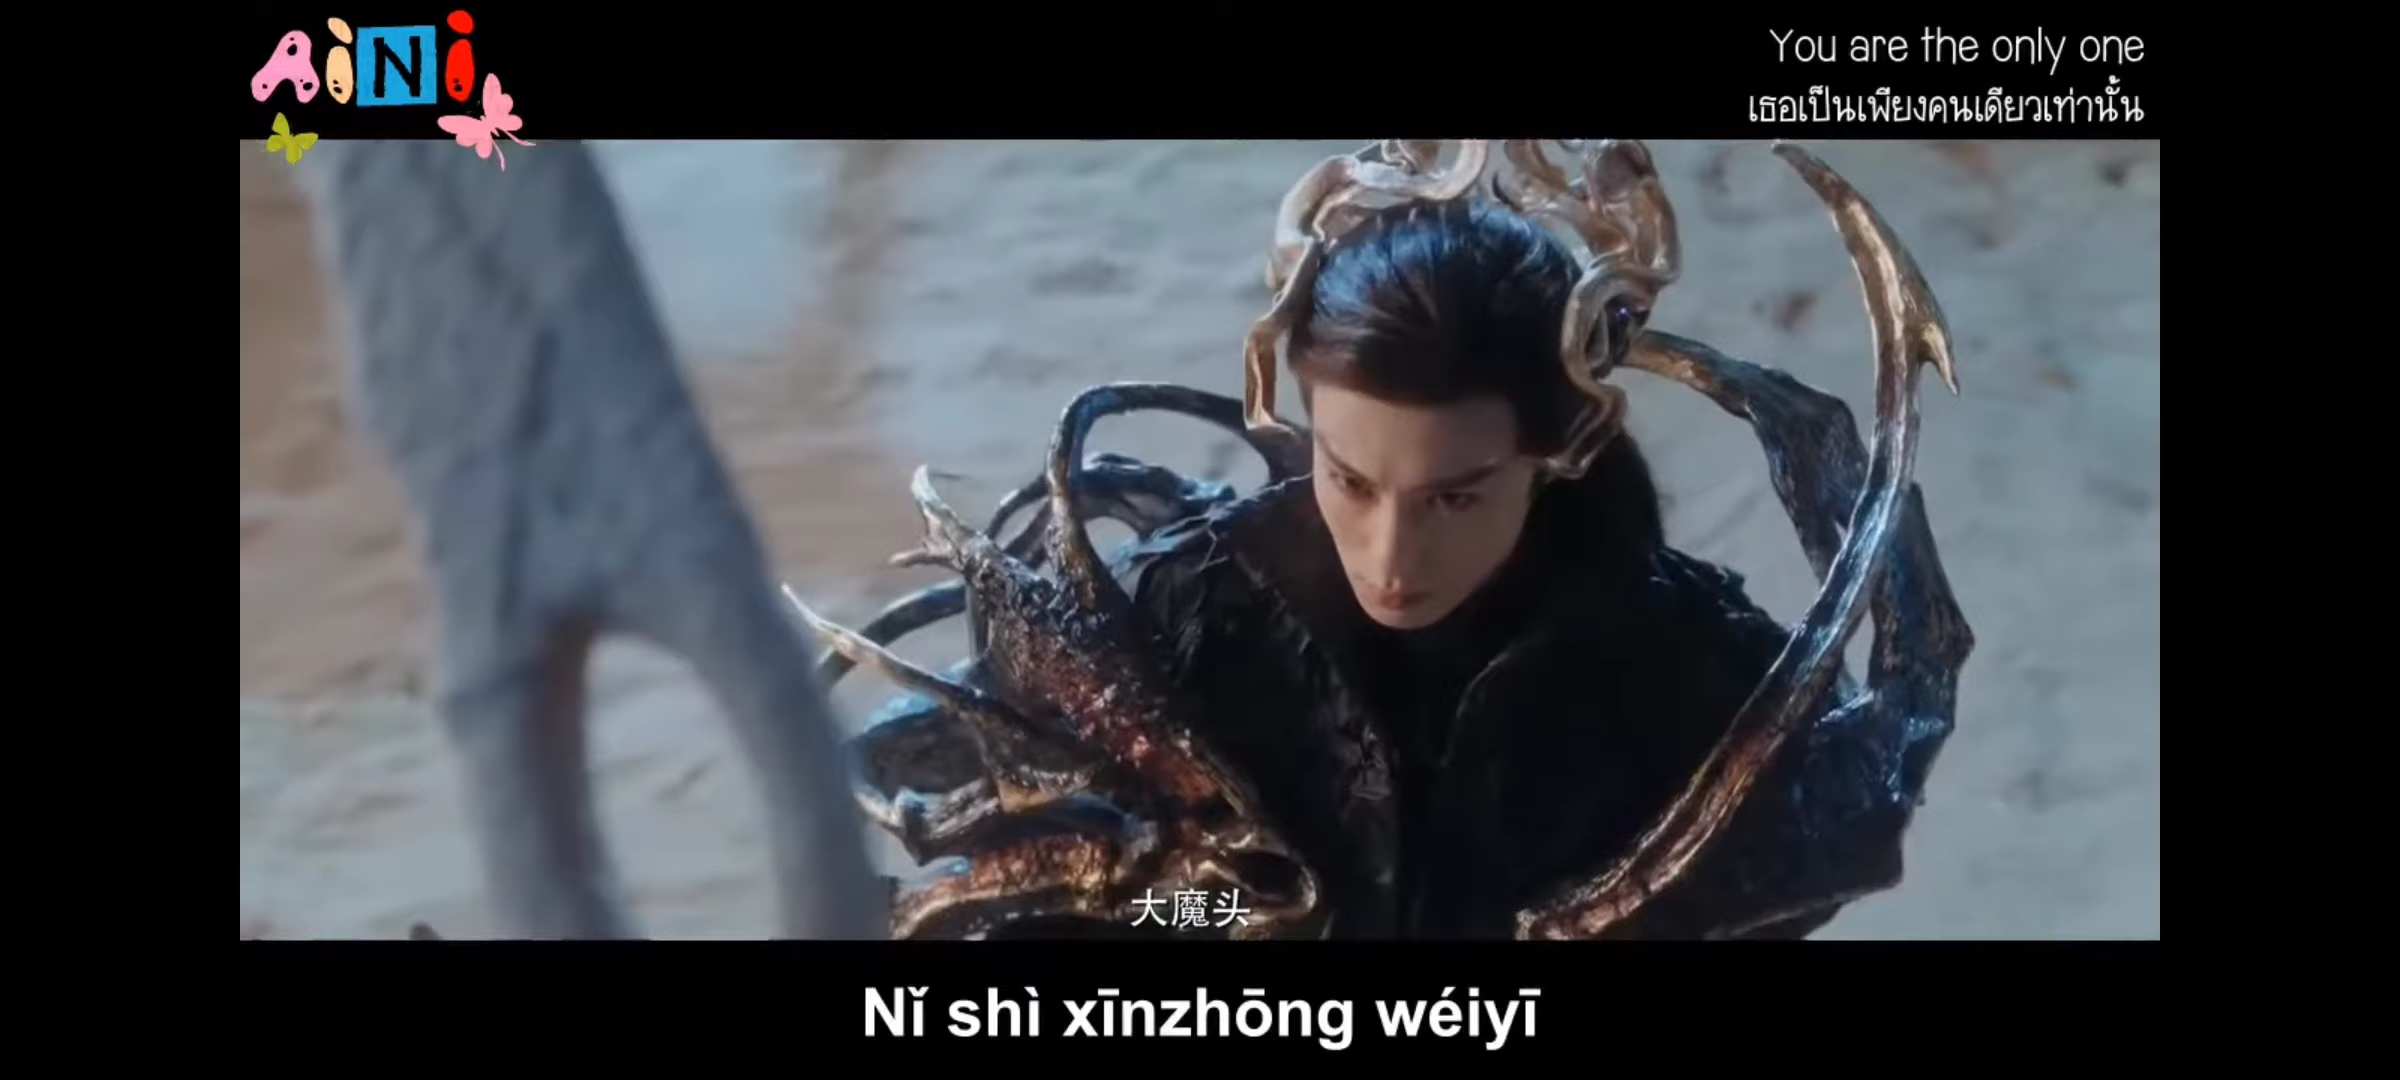 AiNi
You are the only one
เธอเป็นเพียงคนเดียวเท่านั้น
大魔头
Nǐ shì xīnzhōng wéiyī